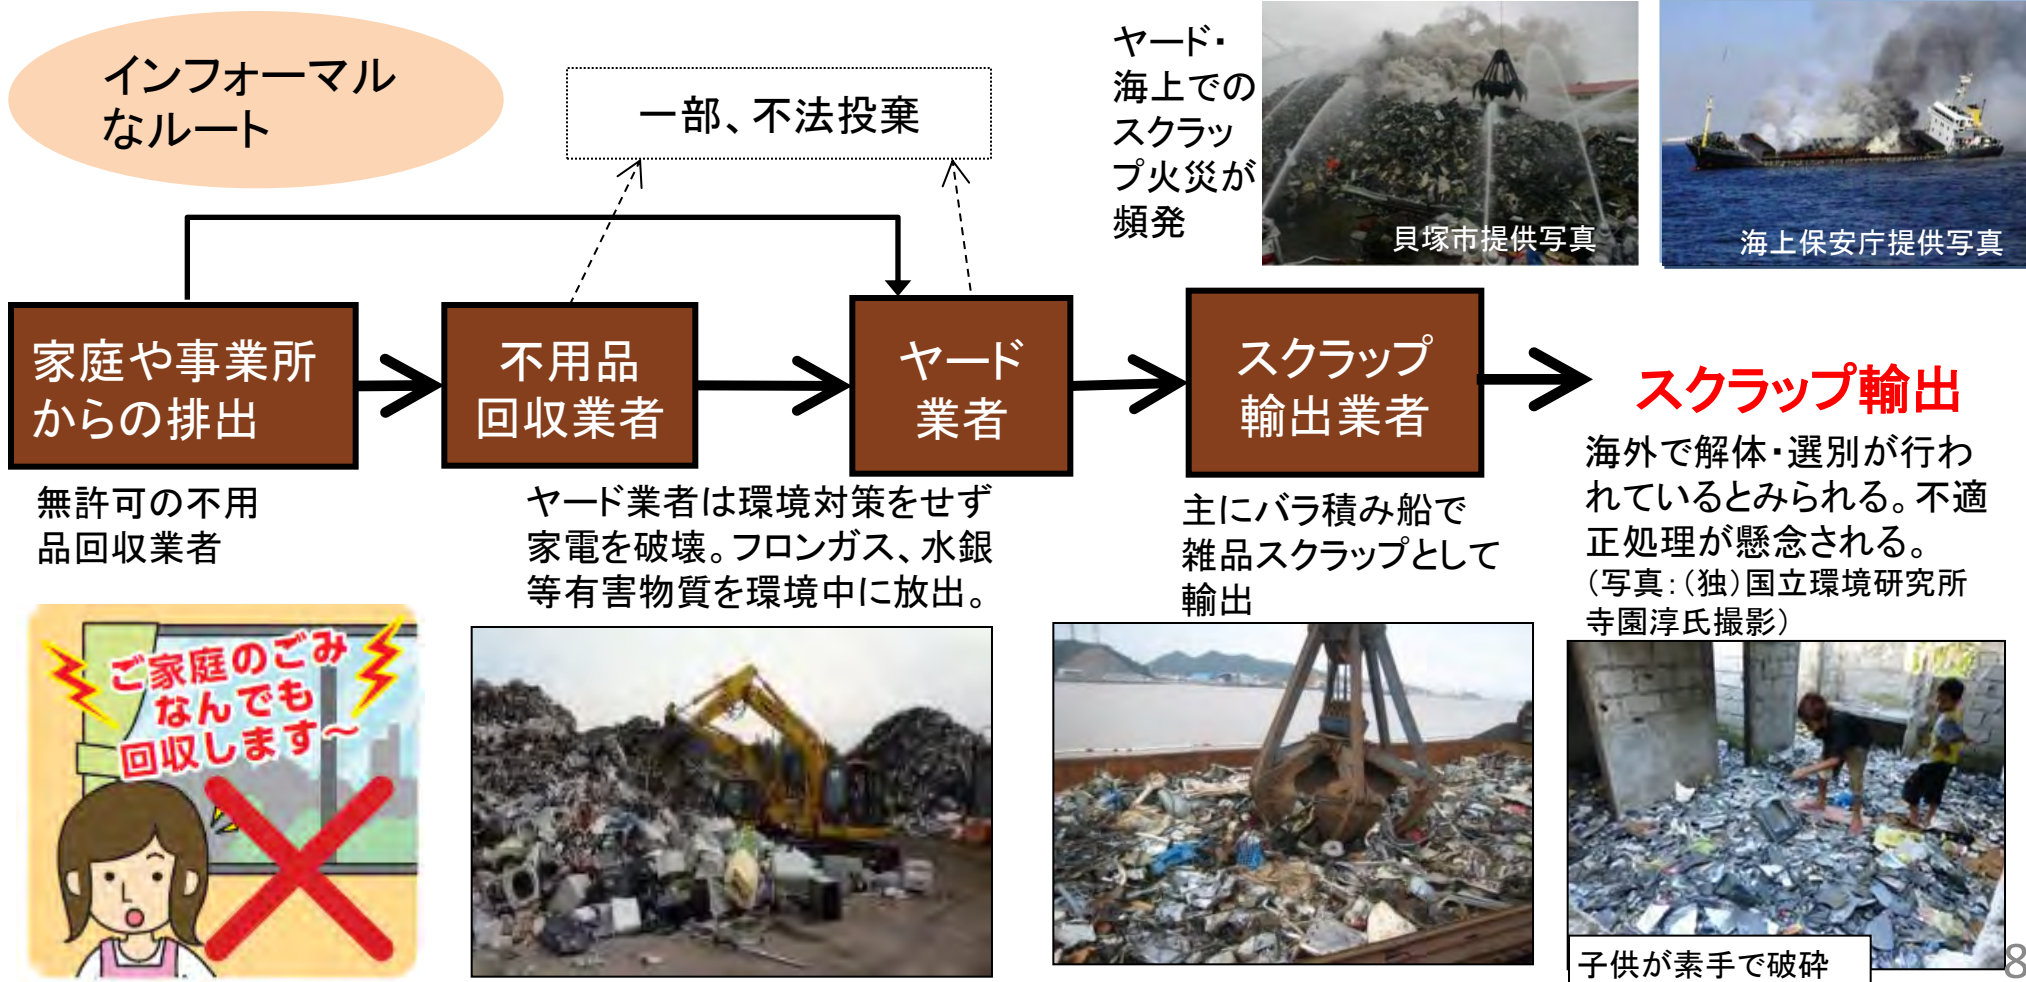 インフォーマル
なルート
一部、不法投棄
ヤード・
海上での
スクラッ
プ火災が
頻発
貝塚市提供写真
海上保安庁提供写真
家庭や事業所
からの排出
不用品
回収業者
ヤード
業者
スクラップ
輸出業者
スクラップ輸出
無許可の不用
品回収業者
ヤード業者は環境対策をせず
家電を破壊。フロンガス、水銀
等有害物質を環境中に放出。
主にバラ積み船で
雑品スクラップとして
輸出
海外で解体・選別が行わ
れているとみられる。不適
正処理が懸念される。
（写真：（独）国立環境研究所
寺園淳氏撮影）
ご家庭のごみ
なんでも
回収します～
子供が素手で破砕
8